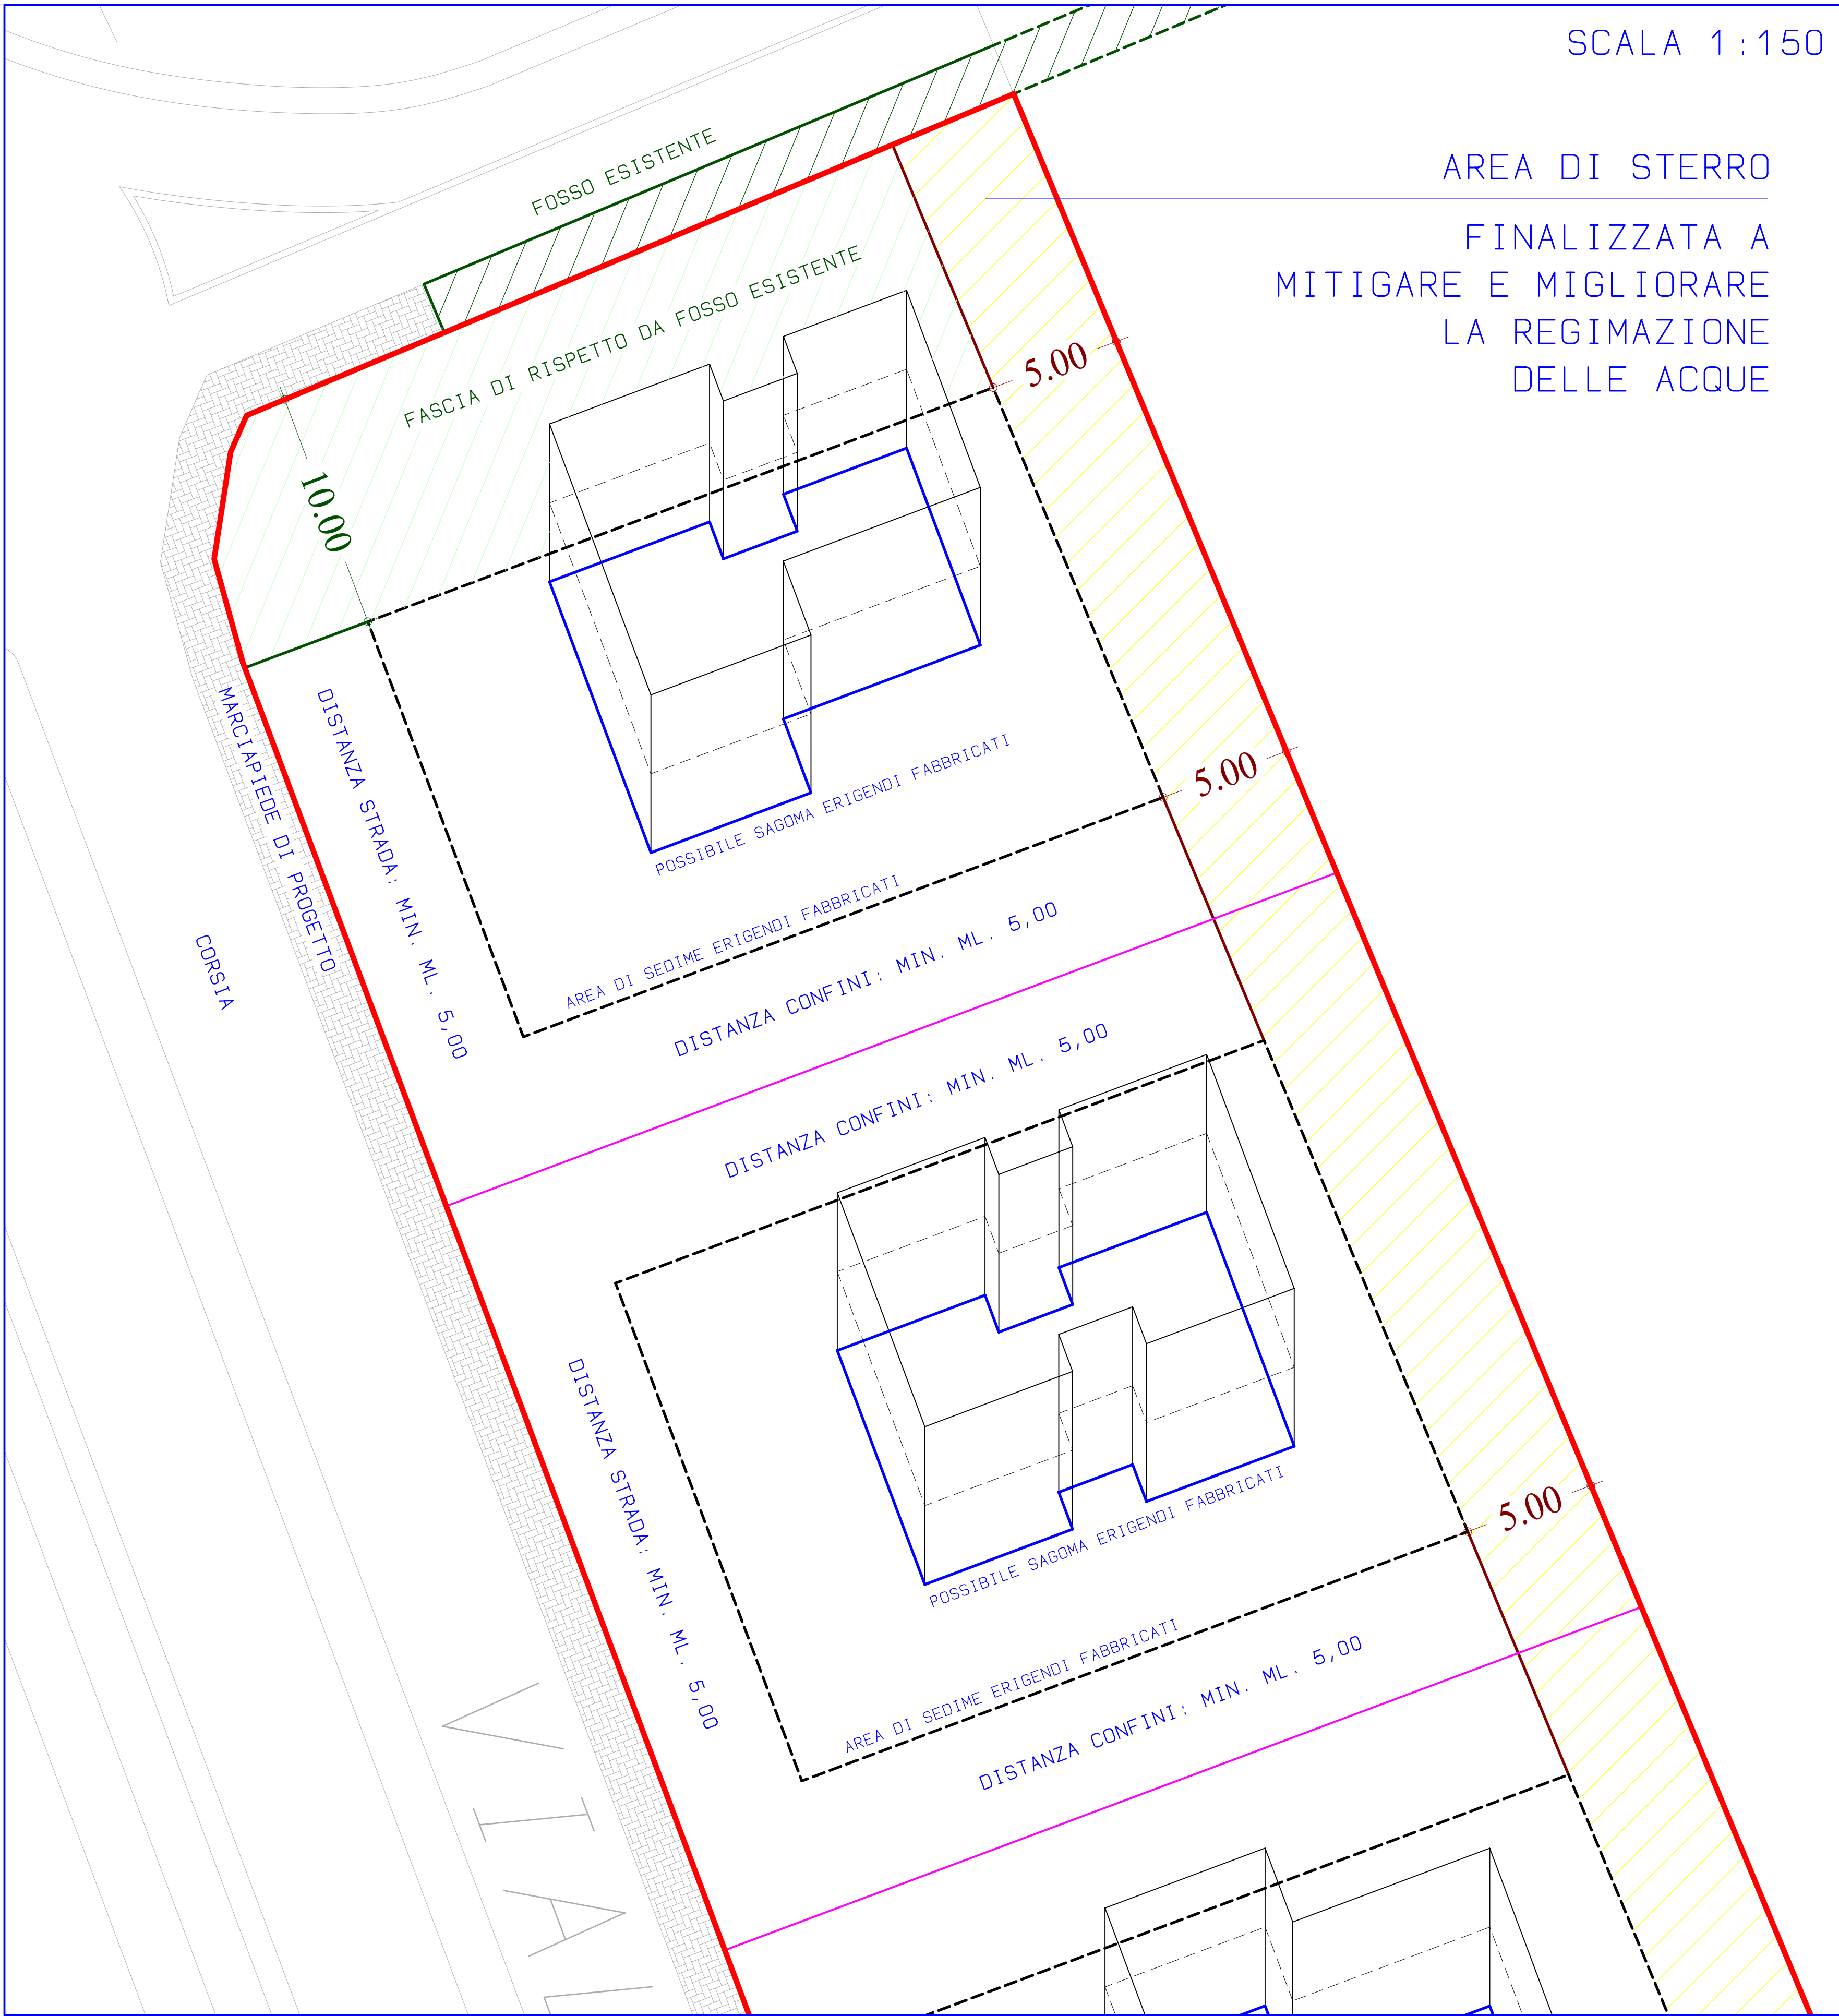 SCALA 1:150
AREA DI STERRO
FINALIZZATA A
MITIGARE E MIGLIORARE
LA REGIMAZIONE
DELLE ACQUE
FOSSO ESISTENTE
FASCIA DI RISPETTO DA FOSSO ESISTENTE
5.00
10.00
MARCIAPIEDE DI PROGETTO
DISTANZA STRADA: MIN. ML. 5,00
CORSIA
POSSIBILE SAGOMA ERIGENDI FABBRICATI
5.00
AREA DI SEDIME ERIGENDI FABBRICATI
DISTANZA CONFINI: MIN. ML. 5,00
DISTANZA CONFINI: MIN. ML. 5,00
DISTANZA STRADA: MIN. ML. 5,00
POSSIBILE SAGOMA ERIGENDI FABBRICATI
5.00
AREA DI SEDIME ERIGENDI FABBRICATI
DISTANZA CONFINI: MIN. ML. 5,00
VIA